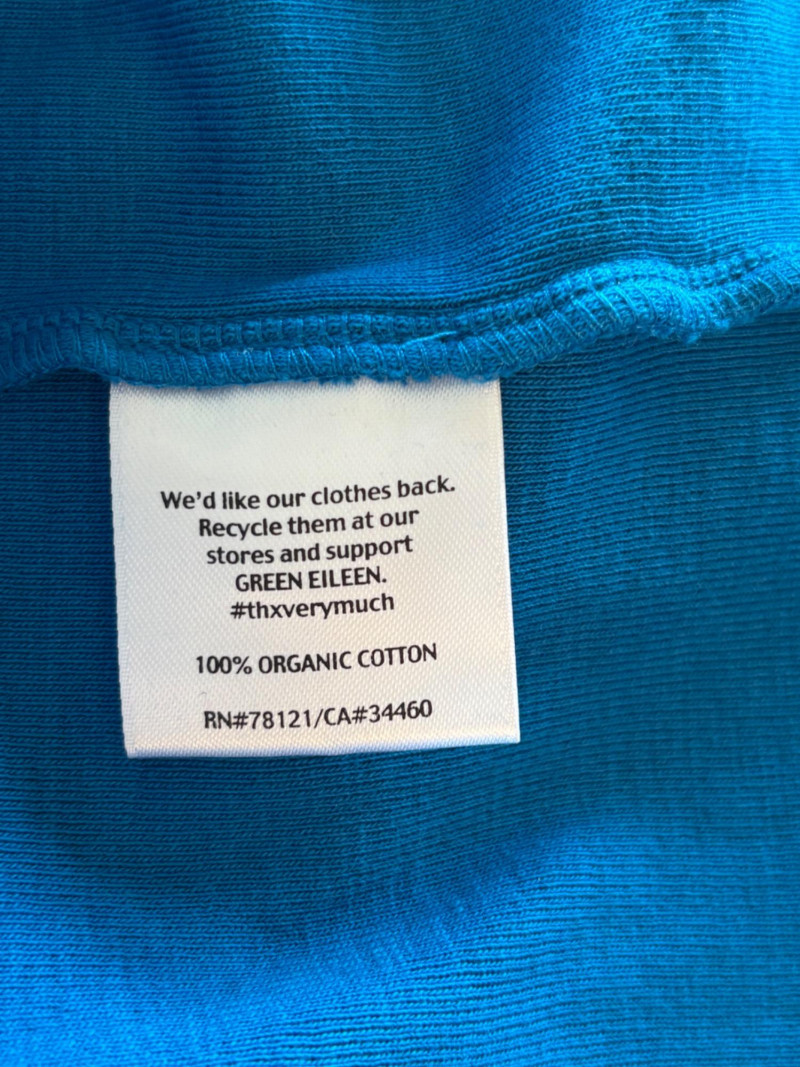 We'd like our clothes back.
Recycle them at our
stores and support
GREEN EILEEN.
#thxverymuch
100% ORGANIC COTTON
RN#78121/CA#34460